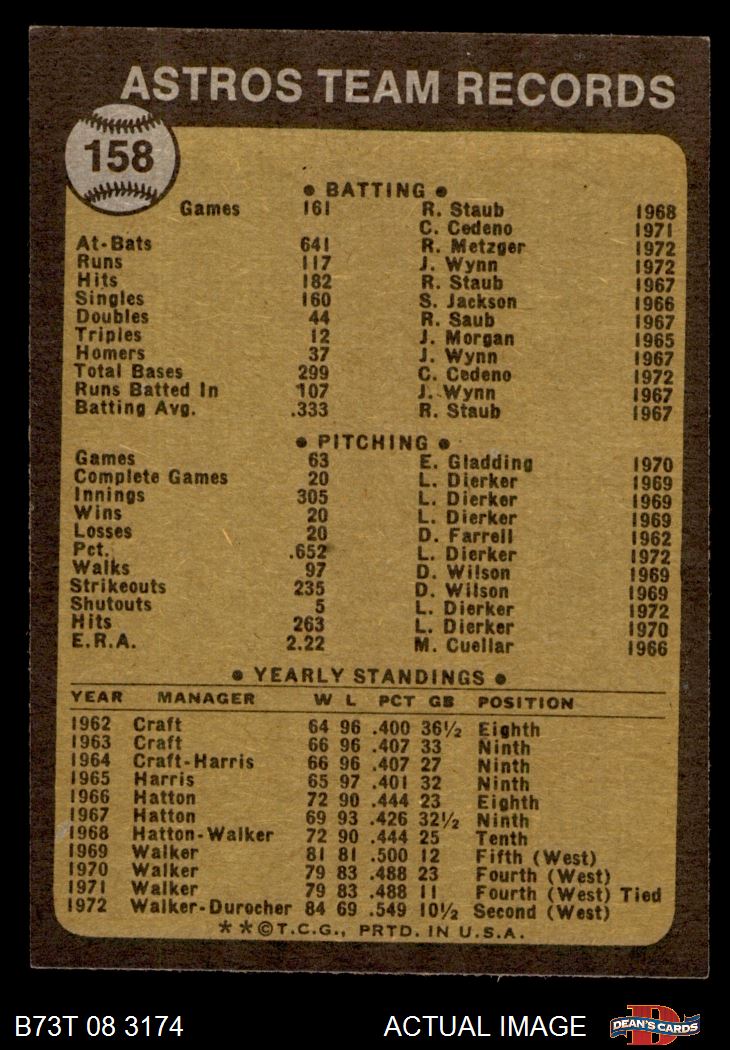 ASTROS TEAM RECORDS
158
● BATTING ●
Games 161 R. Staub 1968
C. Cedeno 1971
At-Bats 641 R. Metzger 1972
Runs 117 J. Wynn 1972
Hits 182 R. Staub 1967
Singles 160 S. Jackson 1966
Doubles 44 R. Saub 1967
Triples 12 J. Morgan 1965
Homers 37 J. Wynn 1967
Total Bases 299 C. Cedeno 1972
Runs Batted In 107 J. Wynn 1967
Batting Avg. .333 R. Staub 1967
● PITCHING ●
Games 63 E. Gladding 1970
Complete Games 20 L. Dierker 1969
Innings 305 L. Dierker 1969
Wins 20 L. Dierker 1969
Losses 20 D. Farrell 1962
Pct. .652 L. Dierker 1972
Walks 97 D. Wilson 1969
Strikeouts 235 D. Wilson 1969
Shutouts 5 L. Dierker 1972
Hits 263 L. Dierker 1970
E.R.A. 2.22 M. Cuellar 1966
● YEARLY STANDINGS ●
YEAR MANAGER W L PCT GB POSITION
1962 Craft 64 96 .400 36½ Eighth
1963 Craft 66 96 .407 33 Ninth
1964 Craft-Harris 66 96 .407 27 Ninth
1965 Harris 65 97 .401 32 Ninth
1966 Hatton 72 90 .444 23 Eighth
1967 Hatton 69 93 .426 32½ Ninth
1968 Hatton-Walker 72 90 .444 25 Tenth
1969 Walker 81 81 .500 12 Fifth (West)
1970 Walker 79 83 .488 23 Fourth (West)
1971 Walker 79 83 .488 11 Fourth (West) Tied
1972 Walker-Durocher 84 69 .549 10½ Second (West)
★★©T.C.G., PRTD. IN U.S.A.
B73T 08 3174 ACTUAL IMAGE DEAN'S CARDS